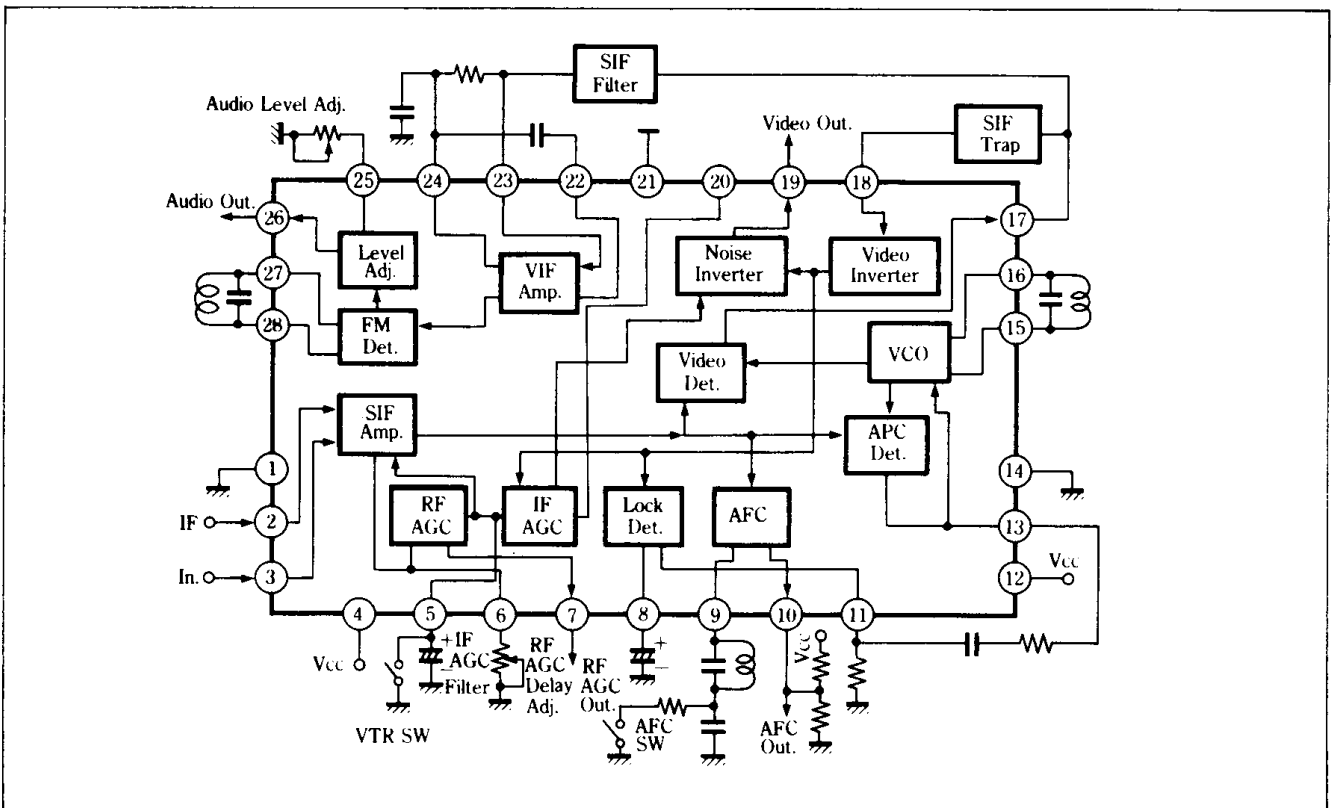 SIF
Filter
Audio Level Adj.
Video Out.
SIF
Trap
25
24
23
22
21
20
19
18
Audio Out.
26
17
Level
Adj.
VIF
Amp.
Noise
Inverter
Video
Inverter
27
16
28
FM
Det.
15
Video
Det.
VCO
SIF
Amp.
APC
Det.
1
14
RF
AGC
IF
AGC
Lock
Det.
AFC
IF
2
13
In.
3
12
Vcc
4
5
6
7
8
9
10
11
Vcc
VTR SW
+
−
IF
AGC
Filter
RF
AGC
Delay
Adj.
RF
AGC
Out.
+
−
AFC
SW
Vcc
AFC
Out.